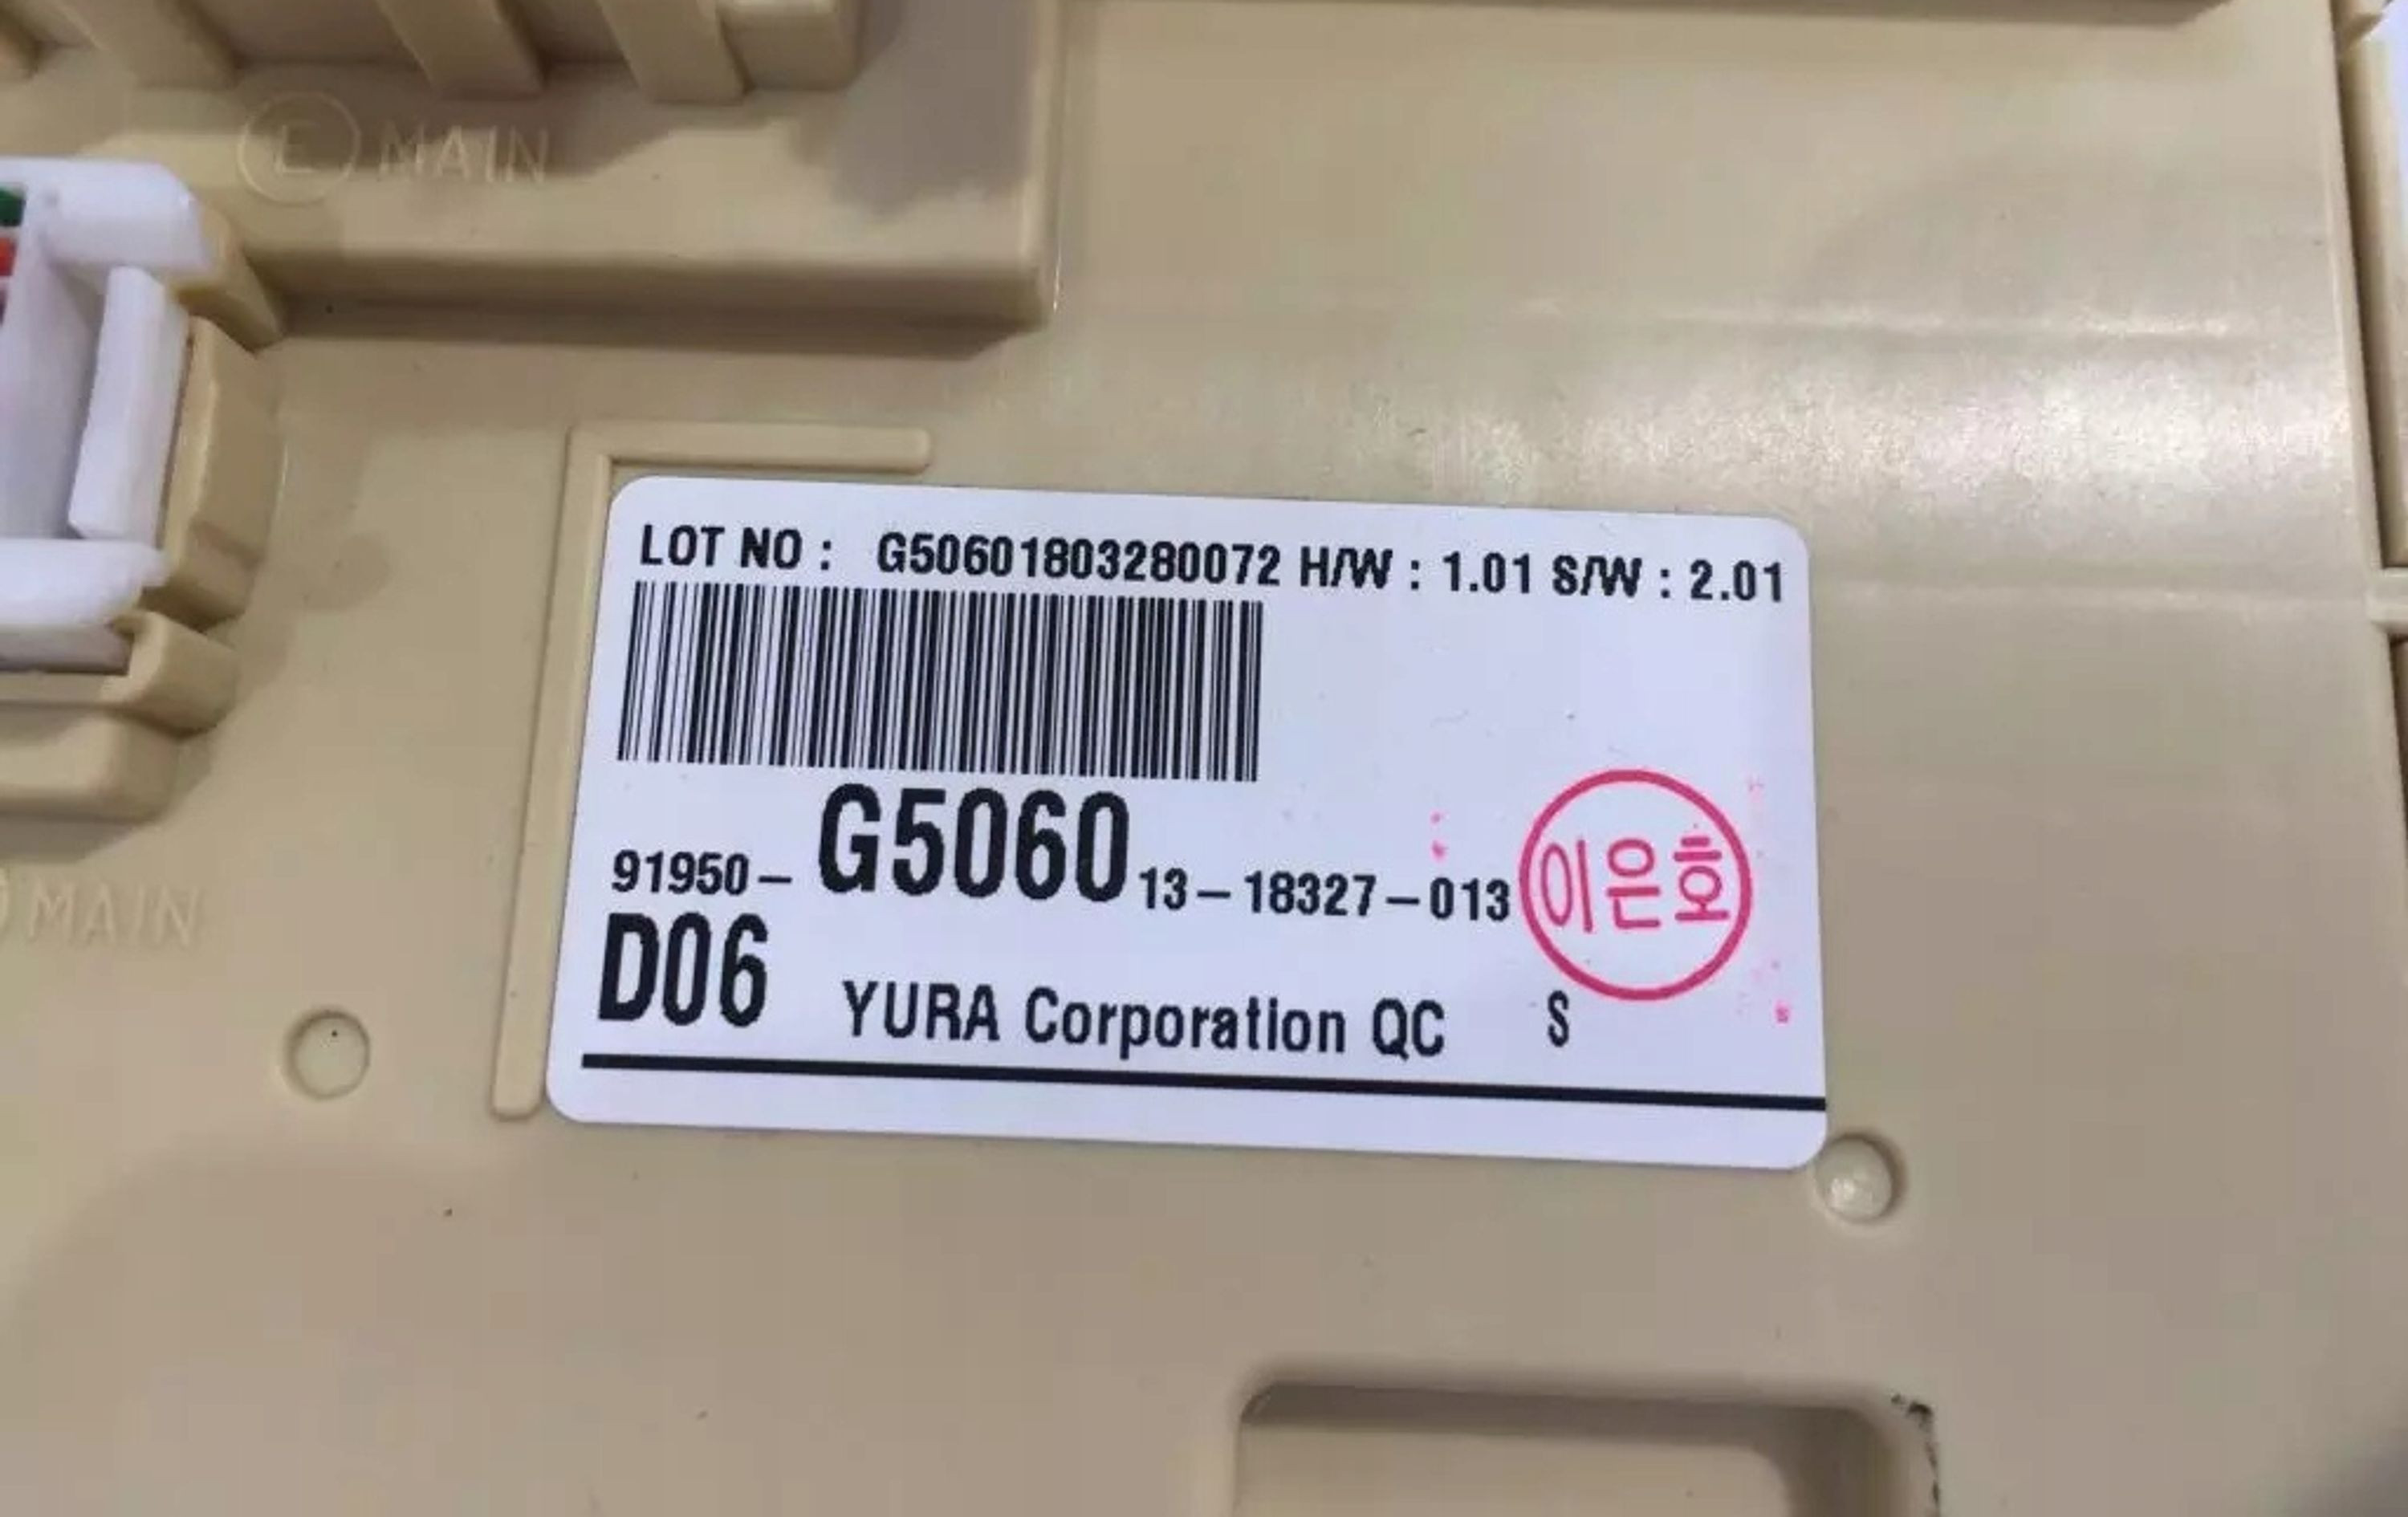 E MAIN
LOT NO : G50601803280072 H/W : 1.01 S/W : 2.01
91950- G5060 13-18327-013 이은호
D06 YURA Corporation QC S
MAIN